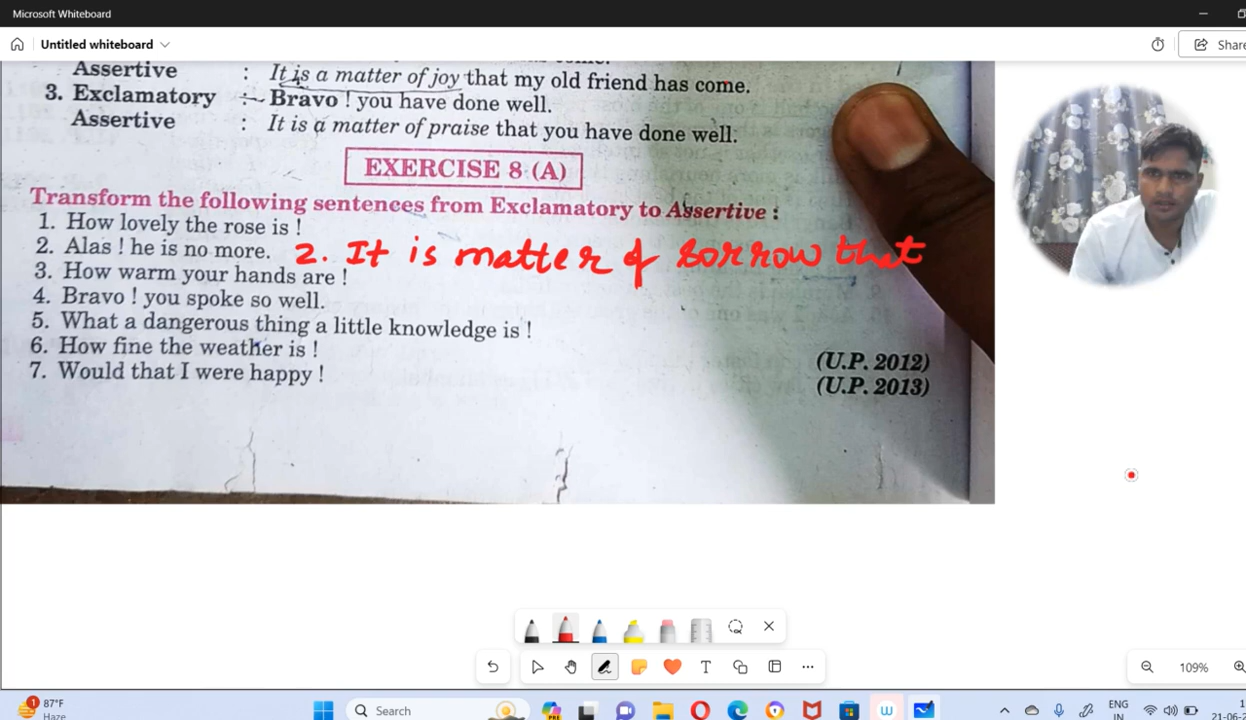 Microsoft Whiteboard
Untitled whiteboard
Share
Assertive : It is a matter of joy that my old friend has come.
3. Exclamatory :- Bravo ! you have done well.
Assertive : It is a matter of praise that you have done well.
EXERCISE 8 (A)
Transform the following sentences from Exclamatory to Assertive :
1. How lovely the rose is !
2. Alas ! he is no more. 2. It is matter of sorrow that
3. How warm your hands are !
4. Bravo ! you spoke so well.
5. What a dangerous thing a little knowledge is !
6. How fine the weather is ! (U.P. 2012)
7. Would that I were happy ! (U.P. 2013)
109%
87°F
Haze
Search
ENG
IN
21-06-2